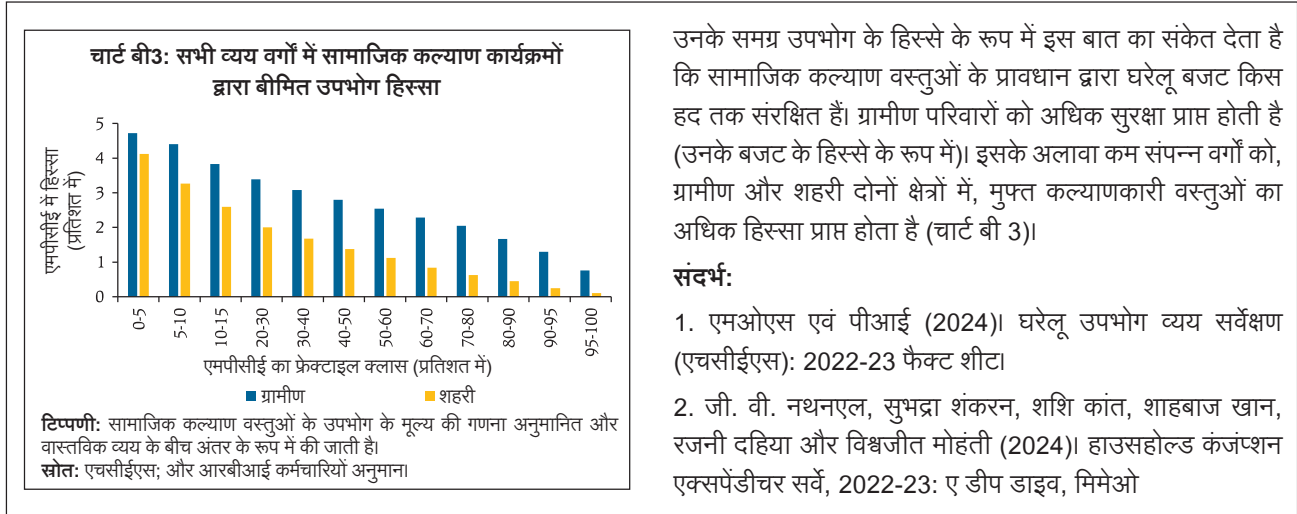 चार्ट बी3: सभी व्यय वर्गों में सामाजिक कल्याण कार्यक्रमों
द्वारा बीमित उपभोग हिस्सा
एमपीसीई में हिस्सा
(प्रतिशत में)
5
4
3
2
1
0
0-5
5-10
10-15
20-30
30-40
40-50
50-60
60-70
70-80
80-90
90-95
95-100
एमपीसीई का फ्रेक्टाइल क्लास (प्रतिशत में)
ग्रामीण
शहरी
टिप्पणी: सामाजिक कल्याण वस्तुओं के उपभोग के मूल्य की गणना अनुमानित और
वास्तविक व्यय के बीच अंतर के रूप में की जाती है।
स्रोत: एचसीईएस; और आरबीआई कर्मचारियों अनुमान।
उनके समग्र उपभोग के हिस्से के रूप में इस बात का संकेत देता है
कि सामाजिक कल्याण वस्तुओं के प्रावधान द्वारा घरेलू बजट किस
हद तक संरक्षित हैं। ग्रामीण परिवारों को अधिक सुरक्षा प्राप्त होती है
(उनके बजट के हिस्से के रूप में)। इसके अलावा कम संपन्न वर्गों को,
ग्रामीण और शहरी दोनों क्षेत्रों में, मुफ्त कल्याणकारी वस्तुओं का
अधिक हिस्सा प्राप्त होता है (चार्ट बी 3)।
संदर्भ:
1. एमओएस एवं पीआई (2024)। घरेलू उपभोग व्यय सर्वेक्षण
(एचसीईएस): 2022-23 फैक्ट शीट।
2. जी. वी. नथनएल, सुभद्रा शंकरन, शशि कांत, शाहबाज खान,
रजनी दहिया और विश्वजीत मोहंती (2024)। हाउसहोल्ड कंजंप्शन
एक्सपेंडीचर सर्वे, 2022-23: ए डीप डाइव, मिमेओ